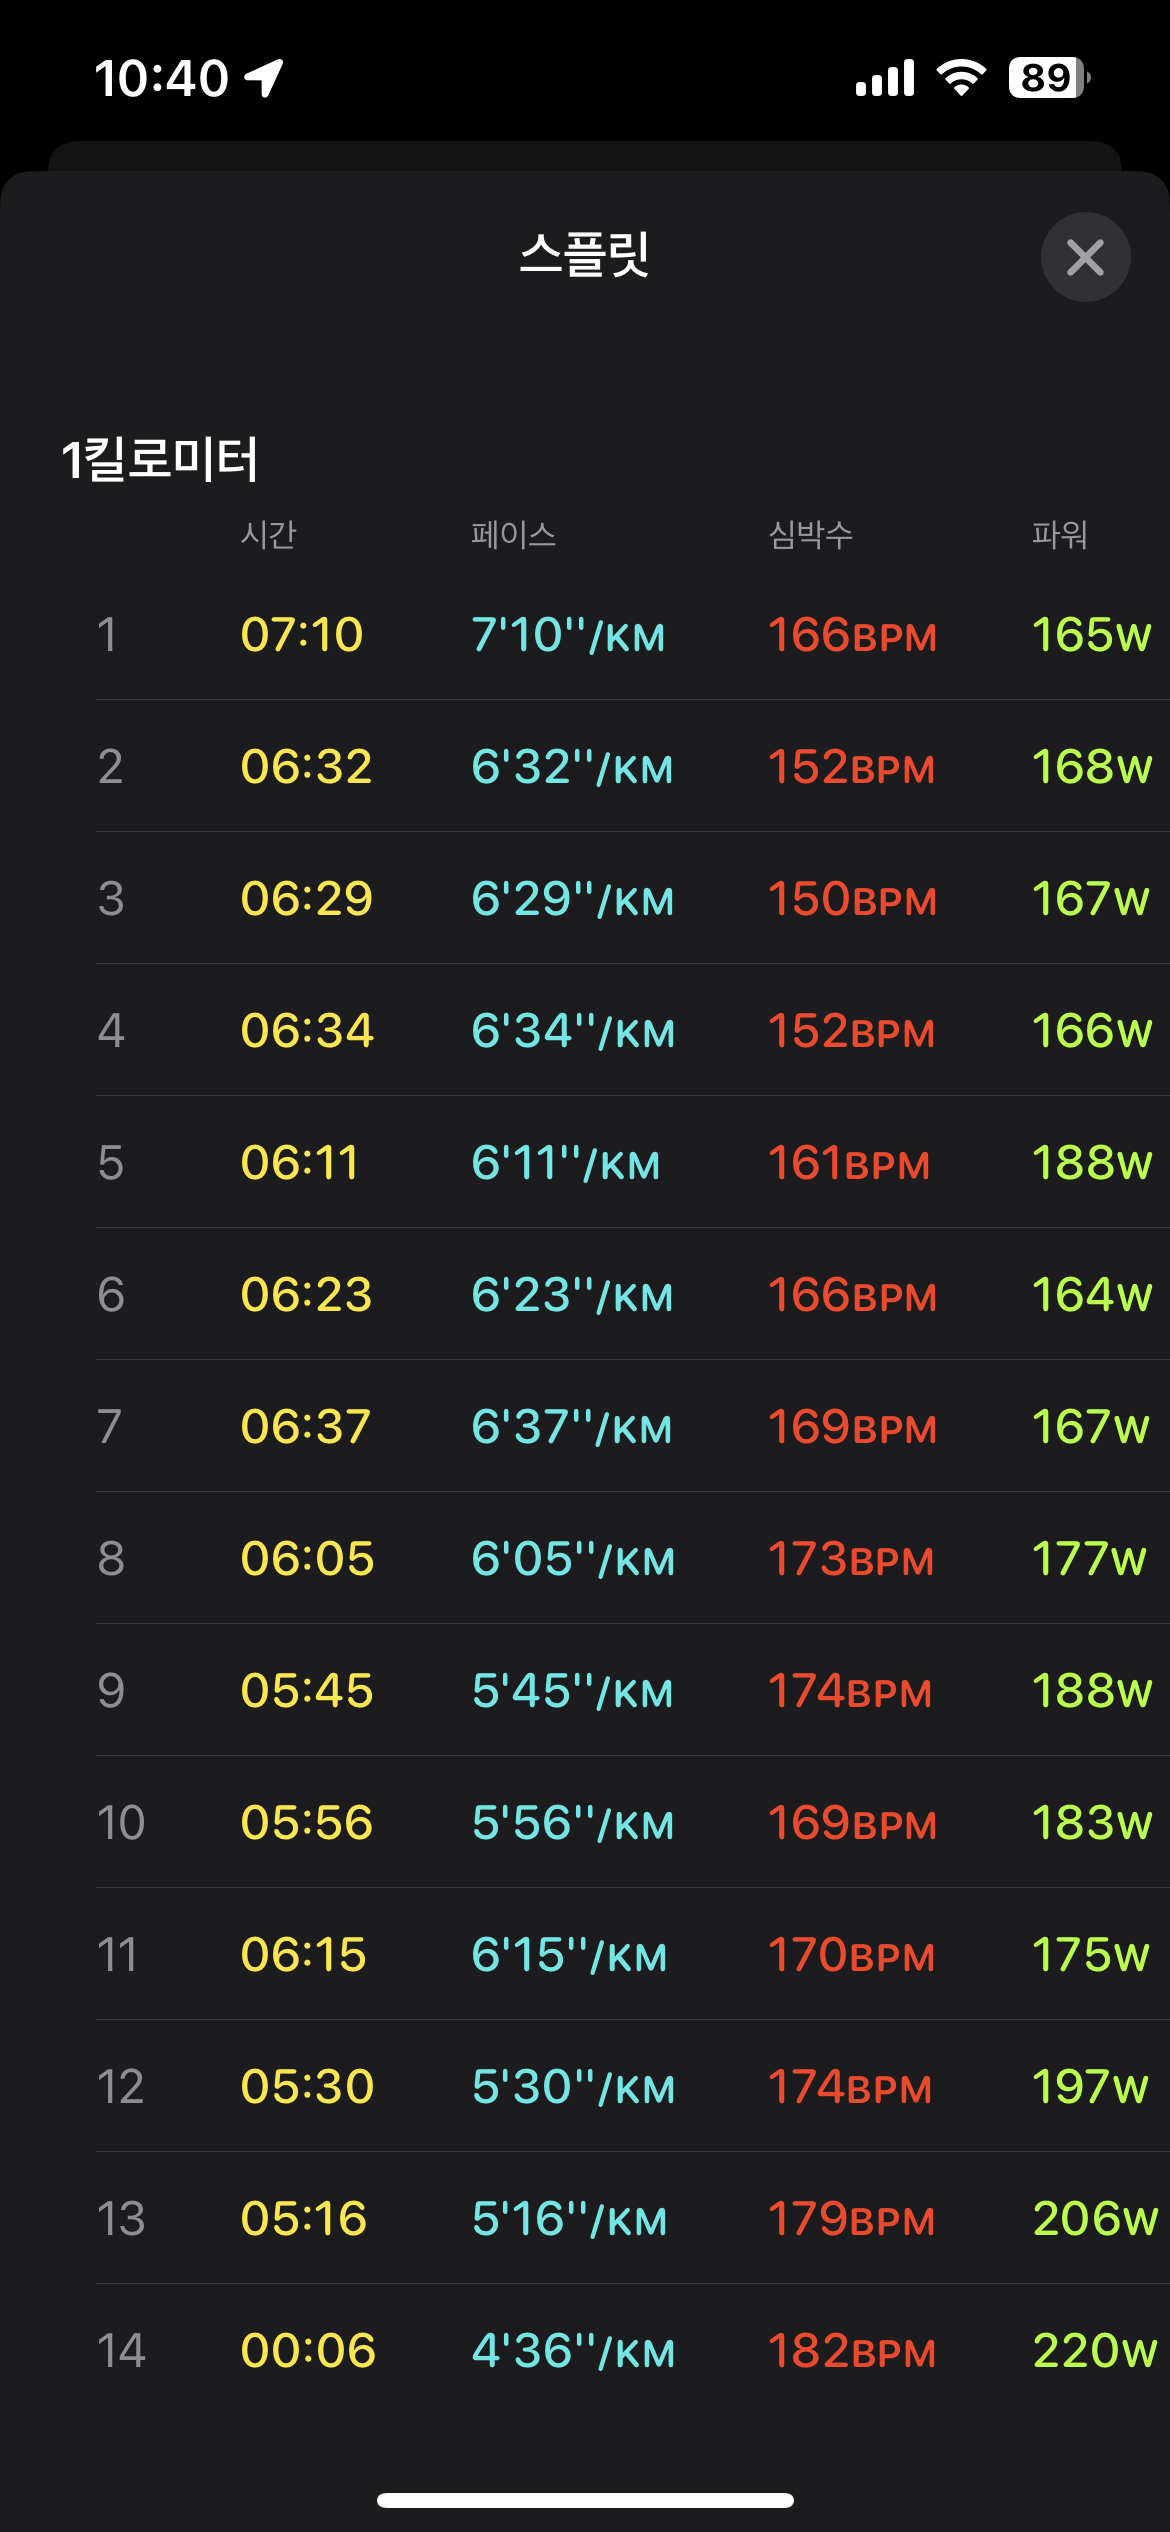 10:40 89
스플릿
1킬로미터
시간 페이스 심박수 파워
1 07:10 7'10''/KM 166BPM 165W
2 06:32 6'32''/KM 152BPM 168W
3 06:29 6'29''/KM 150BPM 167W
4 06:34 6'34''/KM 152BPM 166W
5 06:11 6'11''/KM 161BPM 188W
6 06:23 6'23''/KM 166BPM 164W
7 06:37 6'37''/KM 169BPM 167W
8 06:05 6'05''/KM 173BPM 177W
9 05:45 5'45''/KM 174BPM 188W
10 05:56 5'56''/KM 169BPM 183W
11 06:15 6'15''/KM 170BPM 175W
12 05:30 5'30''/KM 174BPM 197W
13 05:16 5'16''/KM 179BPM 206W
14 00:06 4'36''/KM 182BPM 220W